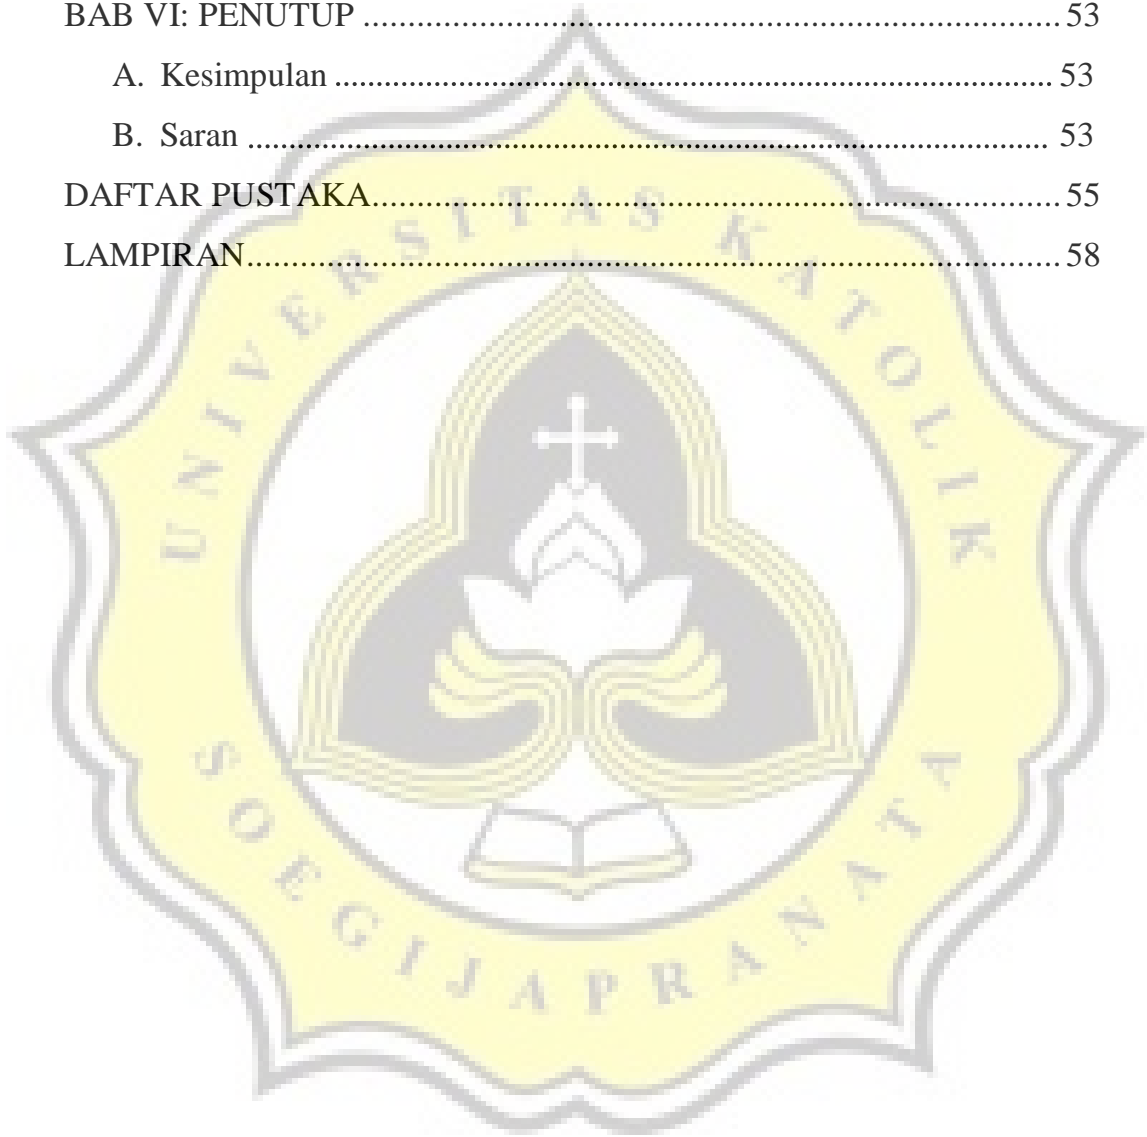 BAB VI: PENUTUP ........................................................................ 53
A. Kesimpulan .......................................................................... 53
B. Saran ................................................................................... 53
DAFTAR PUSTAKA....................................................................... 55
LAMPIRAN.................................................................................... 58
UNIVERSITAS KATOLIK
SOEGIJAPRANATA